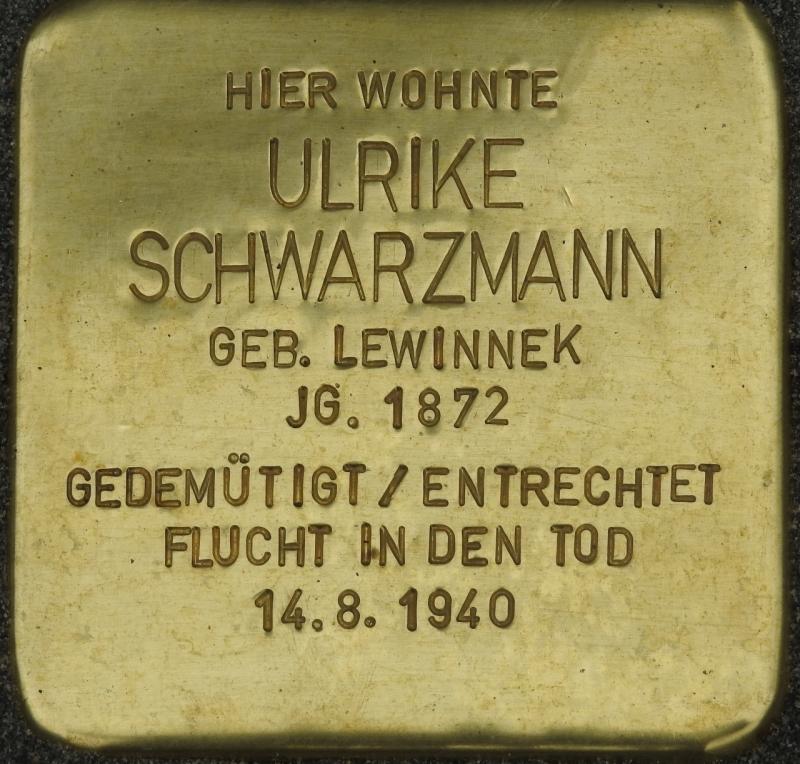 HIER WOHNTE
ULRIKE
SCHWARZMANN
GEB. LEWINNEK
JG. 1872
GEDEMÜTIGT / ENTRECHTET
FLUCHT IN DEN TOD
14.8.1940